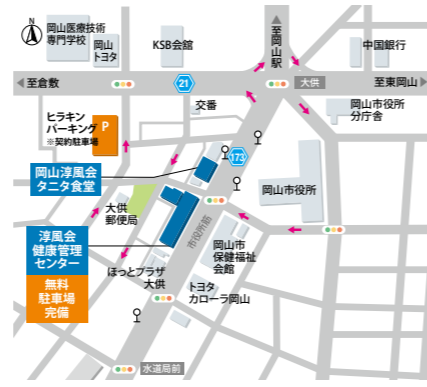 N
岡山医療技術
専門学校
岡山
トヨタ
KSB会館
至岡山駅
中国銀行
至倉敷
21
大供
至東岡山
交番
岡山市役所
分庁舎
ヒラキン
パーキング
※契約駐車場
P
173
岡山淳風会
タニタ食堂
岡山市役所
大供
郵便局
市役所筋
淳風会
健康管理
センター
無料
駐車場
完備
岡山市
保健福祉
会館
ほっとプラザ
大供
トヨタ
カローラ岡山
水道局前